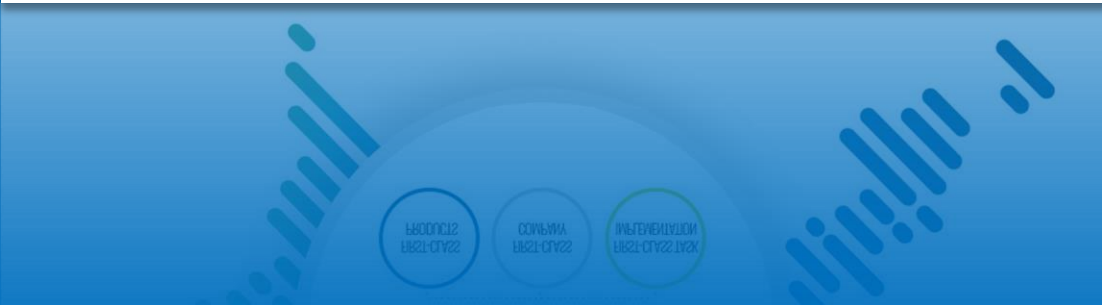 FIRST-CLASS
PRODUCTS
FIRST-CLASS
COMPANY
FIRST-CLASS TASK
IMPLEMENTATION